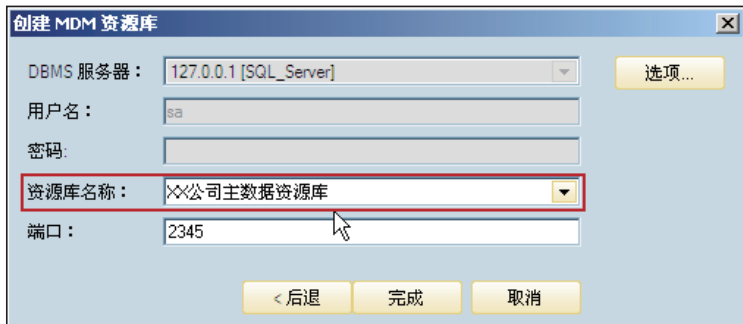 创建 MDM 资源库
DBMS 服务器： 127.0.0.1 [SQL_Server] 选项...
用户名： sa
密码:
资源库名称： XX公司主数据资源库
端口： 2345
< 后退 完成 取消